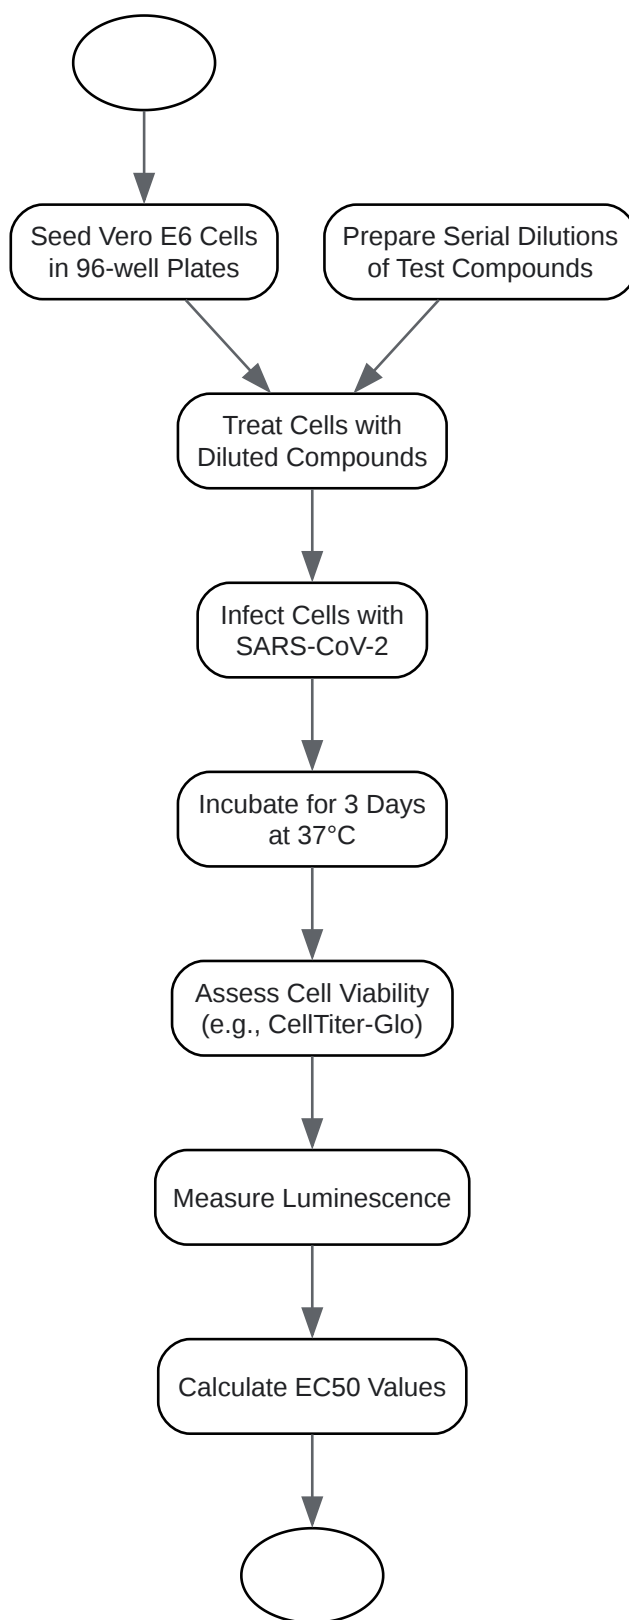 Seed Vero E6 Cells
in 96-well Plates
Prepare Serial Dilutions
of Test Compounds
Treat Cells with
Diluted Compounds
Infect Cells with
SARS-CoV-2
Incubate for 3 Days
at 37°C
Assess Cell Viability
(e.g., CellTiter-Glo)
Measure Luminescence
Calculate EC50 Values